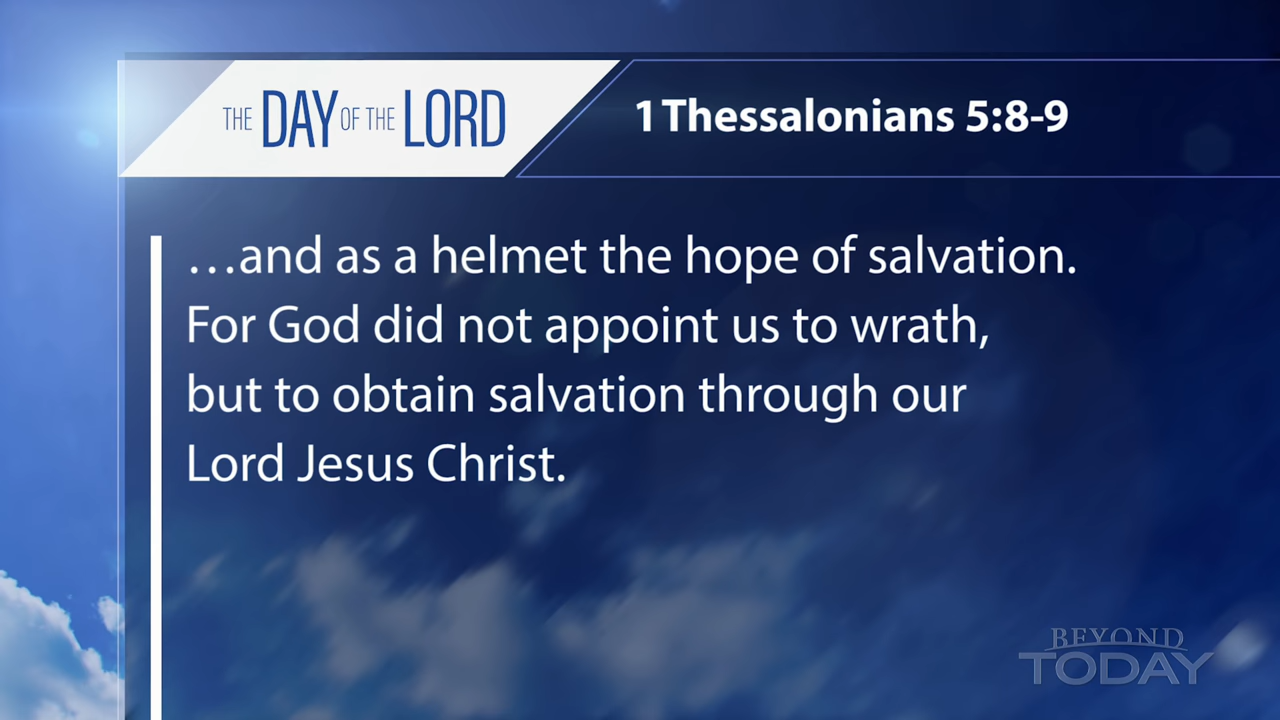 THE DAY OF THE LORD
1 Thessalonians 5:8-9
…and as a helmet the hope of salvation.
For God did not appoint us to wrath,
but to obtain salvation through our
Lord Jesus Christ.
BEYOND
TODAY